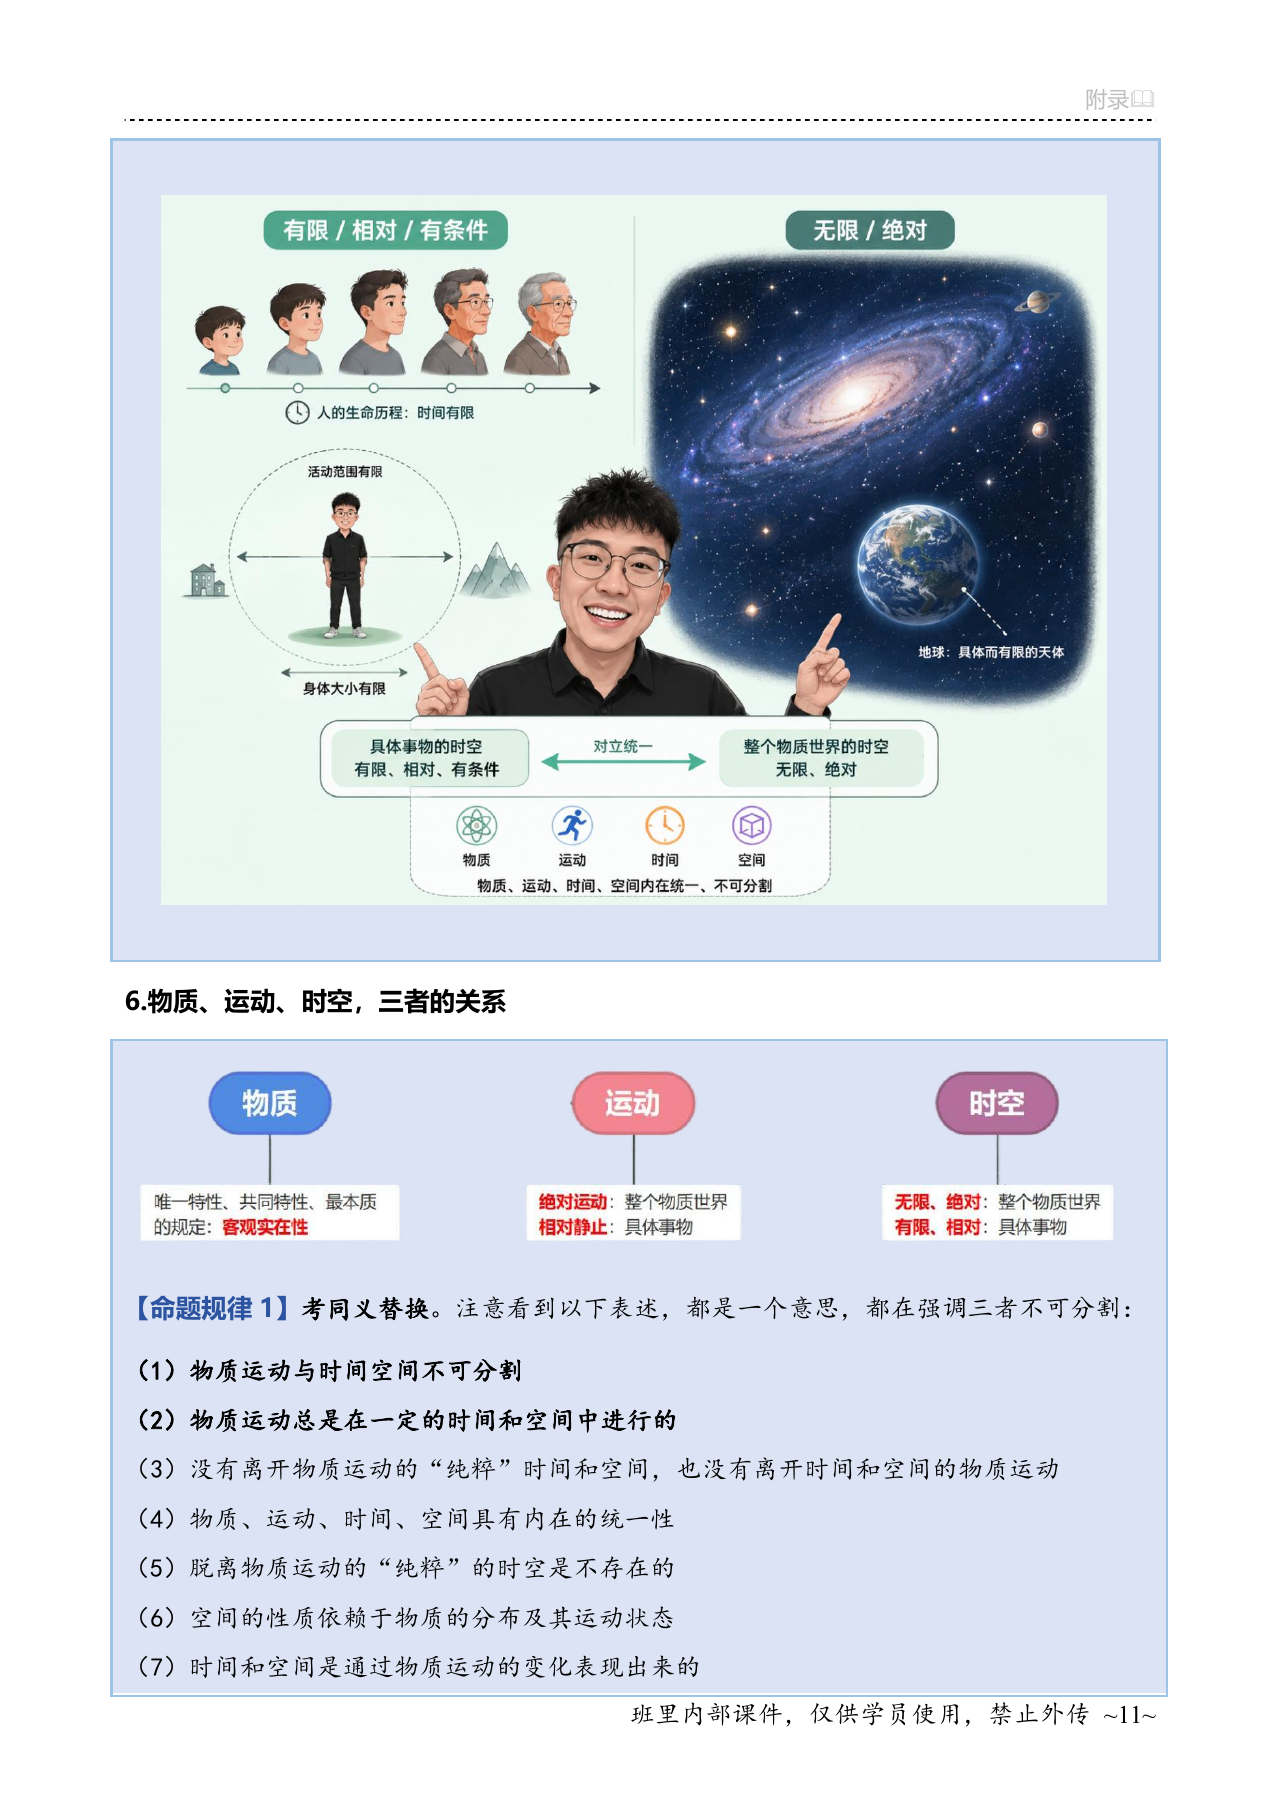 附录
有限 / 相对 / 有条件
无限 / 绝对
人的生命历程：时间有限
活动范围有限
身体大小有限
地球：具体而有限的天体
具体事物的时空
有限、相对、有条件
对立统一
整个物质世界的时空
无限、绝对
物质
运动
时间
空间
物质、运动、时间、空间内在统一、不可分割
6.物质、运动、时空，三者的关系
物质
运动
时空
唯一特性、共同特性、最本质
的规定：客观实在性
绝对运动：整个物质世界
相对静止：具体事物
无限、绝对：整个物质世界
有限、相对：具体事物
【命题规律 1】考同义替换。注意看到以下表述，都是一个意思，都在强调三者不可分割：
（1）物质运动与时间空间不可分割
（2）物质运动总是在一定的时间和空间中进行的
（3）没有离开物质运动的“纯粹”时间和空间，也没有离开时间和空间的物质运动
（4）物质、运动、时间、空间具有内在的统一性
（5）脱离物质运动的“纯粹”的时空是不存在的
（6）空间的性质依赖于物质的分布及其运动状态
（7）时间和空间是通过物质运动的变化表现出来的
班里内部课件，仅供学员使用，禁止外传 ~11~